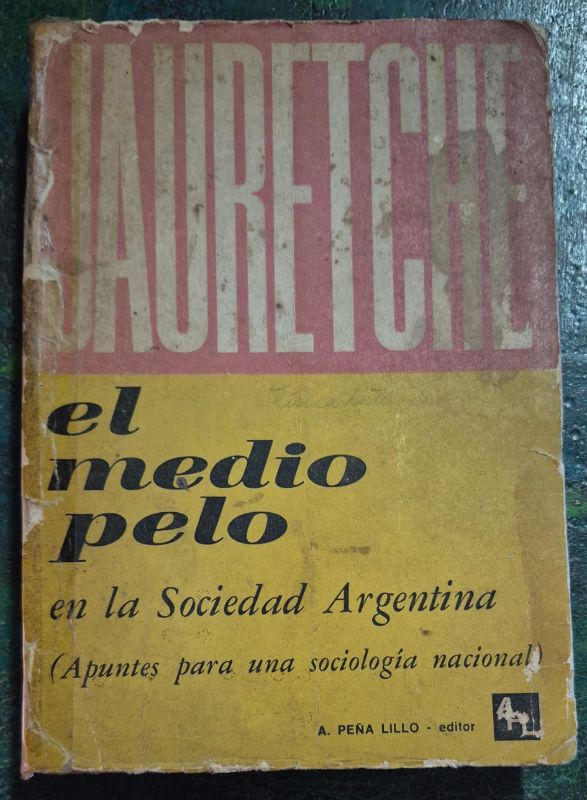 JAURETCHE
el
medio
pelo
en la Sociedad Argentina
(Apuntes para una sociología nacional)
A. PEÑA LILLO - editor